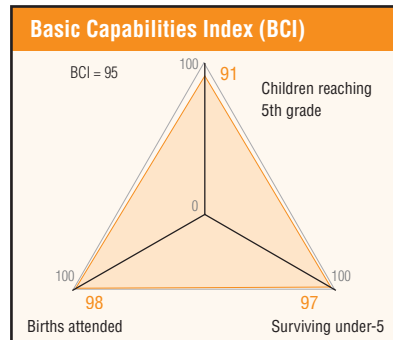 Basic Capabilities Index (BCI)
BCI = 95
100
91
Children reaching
5th grade
0
100
100
98
97
Births attended
Surviving under-5